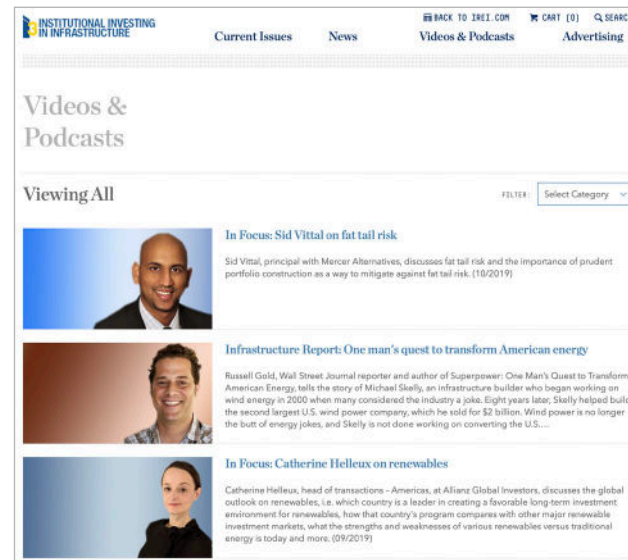 INSTITUTIONAL INVESTING
IN INFRASTRUCTURE
BACK TO IREI.COM CART (0) SEARC
Current Issues News Videos & Podcasts Advertising
Videos &
Podcasts
Viewing All
FILTER: Select Category
In Focus: Sid Vittal on fat tail risk
Sid Vittal, principal with Mercer Alternatives, discusses fat tail risk and the importance of prudent
portfolio construction as a way to mitigate against fat tail risk. (10/2019)
Infrastructure Report: One man's quest to transform American energy
Russell Gold, Wall Street Journal reporter and author of Superpower: One Man's Quest to Transform
American Energy, tells the story of Michael Skelly, an infrastructure builder who began working on
wind energy in 2000 when many considered the industry a joke. Eight years later, Skelly helped build
the second largest U.S. wind power company, which he sold for $2 billion. Wind power is no longer
the butt of energy jokes, and Skelly is not done working on converting the U.S....
In Focus: Catherine Helleux on renewables
Catherine Helleux, head of transactions – Americas, at Allianz Global Investors, discusses the global
outlook on renewables, i.e. which country is a leader in creating a favorable long-term investment
environment for renewables, how that country's program compares with other major renewable
investment markets, what the strengths and weaknesses of various renewables versus traditional
energy is today and more. (09/2019)